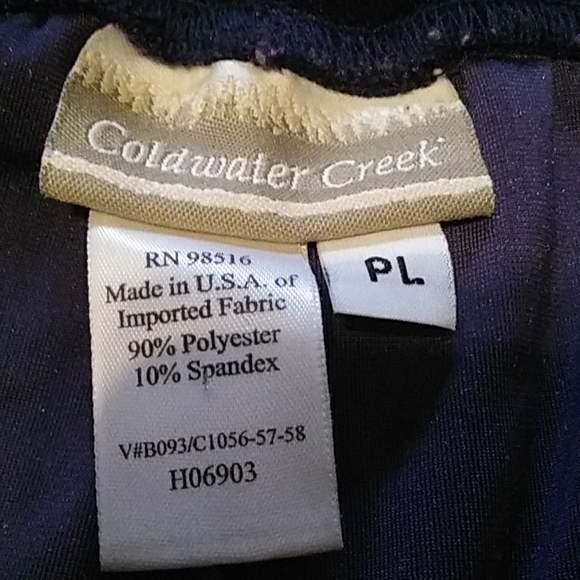 Coldwater Creek
PL
RN 98516
Made in U.S.A. of
Imported Fabric
90% Polyester
10% Spandex
V#B093/C1056-57-58
H06903